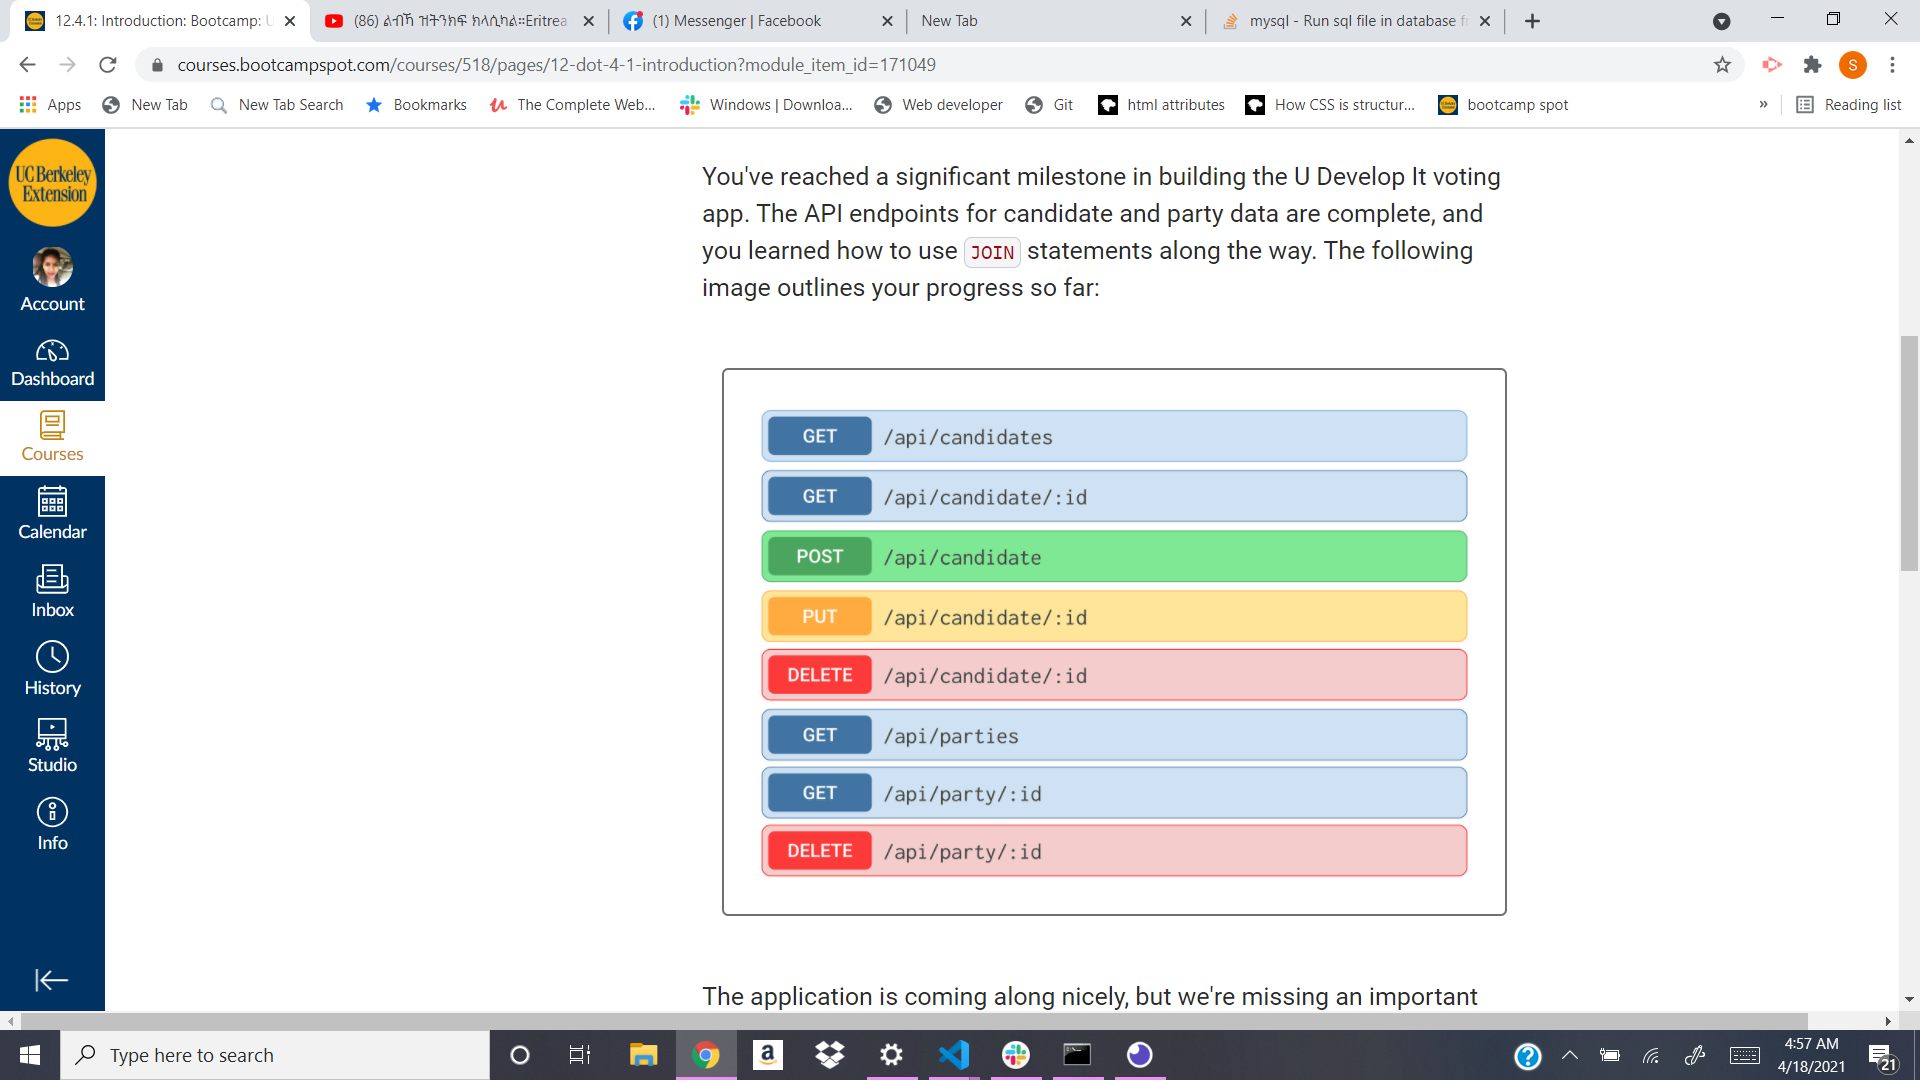 12.4.1: Introduction: Bootcamp: U
(86) ልብኻ ዝትንክፍ ክላሲካል፡፡Eritrea
(1) Messenger | Facebook
New Tab
mysql - Run sql file in database f
courses.bootcampspot.com/courses/518/pages/12-dot-4-1-introduction?module_item_id=171049
S
Apps
New Tab
New Tab Search
Bookmarks
The Complete Web...
Windows | Downloa...
Web developer
Git
html attributes
How CSS is structur...
bootcamp spot
»
Reading list
UC Berkeley
Extension
Account
Dashboard
Courses
Calendar
Inbox
History
Studio
Info
You've reached a significant milestone in building the U Develop It voting
app. The API endpoints for candidate and party data are complete, and
you learned how to use JOIN statements along the way. The following
image outlines your progress so far:
GET /api/candidates
GET /api/candidate/:id
POST /api/candidate
PUT /api/candidate/:id
DELETE /api/candidate/:id
GET /api/parties
GET /api/party/:id
DELETE /api/party/:id
The application is coming along nicely, but we're missing an important
Type here to search
4:57 AM
4/18/2021
21